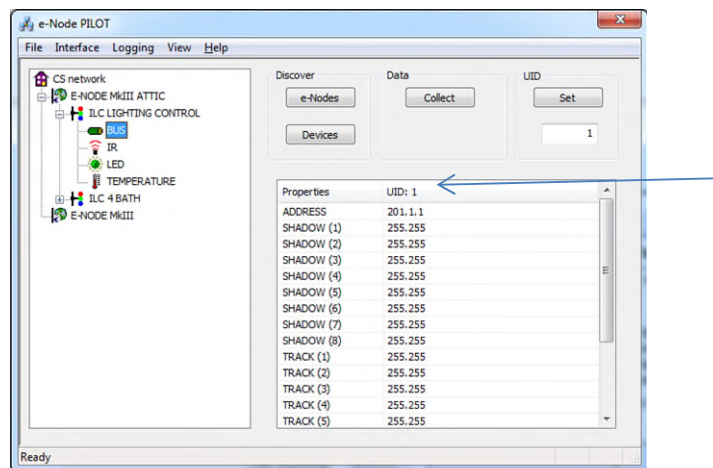 e-Node PILOT
File Interface Logging View Help
CS network
E-NODE MkIII ATTIC
ILC LIGHTING CONTROL
BUS
IR
LED
TEMPERATURE
ILC 4 BATH
E-NODE MkIII
Discover
e-Nodes
Devices
Data
Collect
UID
Set
1
Properties UID: 1
ADDRESS 201.1.1
SHADOW (1) 255.255
SHADOW (2) 255.255
SHADOW (3) 255.255
SHADOW (4) 255.255
SHADOW (5) 255.255
SHADOW (6) 255.255
SHADOW (7) 255.255
SHADOW (8) 255.255
TRACK (1) 255.255
TRACK (2) 255.255
TRACK (3) 255.255
TRACK (4) 255.255
TRACK (5) 255.255
Ready